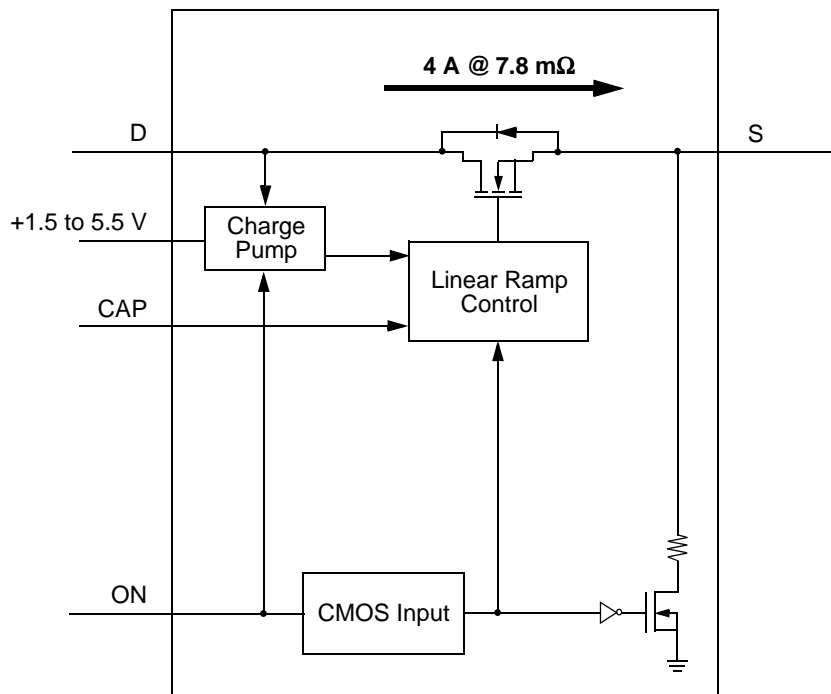 4 A @ 7.8 mΩ
D
S
+1.5 to 5.5 V
Charge
Pump
CAP
Linear Ramp
Control
ON
CMOS Input